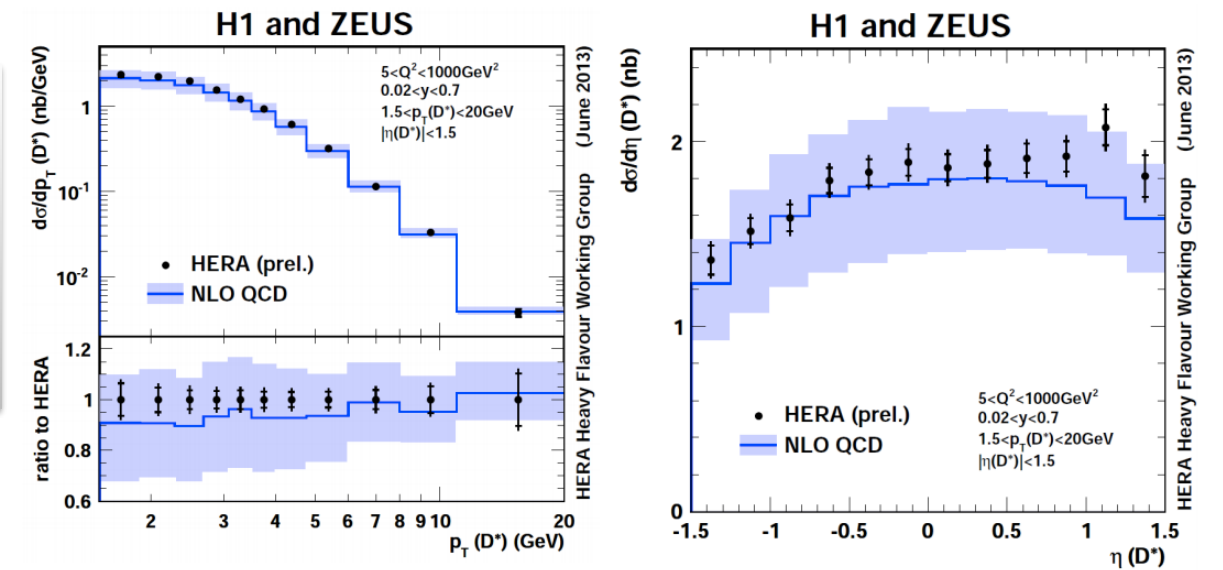 H1 and ZEUS
dσ/dp_T (D*) (nb/GeV)
5<Q²<1000GeV²
0.02<y<0.7
1.5<p_T(D*)<20GeV
|η(D*)|<1.5
1
10⁻¹
10⁻²
HERA (prel.)
NLO QCD
ratio to HERA
1.2
1
0.8
0.6
2 3 4 5 6 7 8 9 10 20
p_T (D*) (GeV)
HERA Heavy Flavour Working Group (June 2013)
H1 and ZEUS
dσ/dη (D*) (nb)
2
1
0
HERA (prel.)
NLO QCD
5<Q²<1000GeV²
0.02<y<0.7
1.5<p_T(D*)<20GeV
|η(D*)|<1.5
-1.5 -1 -0.5 0 0.5 1 1.5
η (D*)
HERA Heavy Flavour Working Group (June 2013)